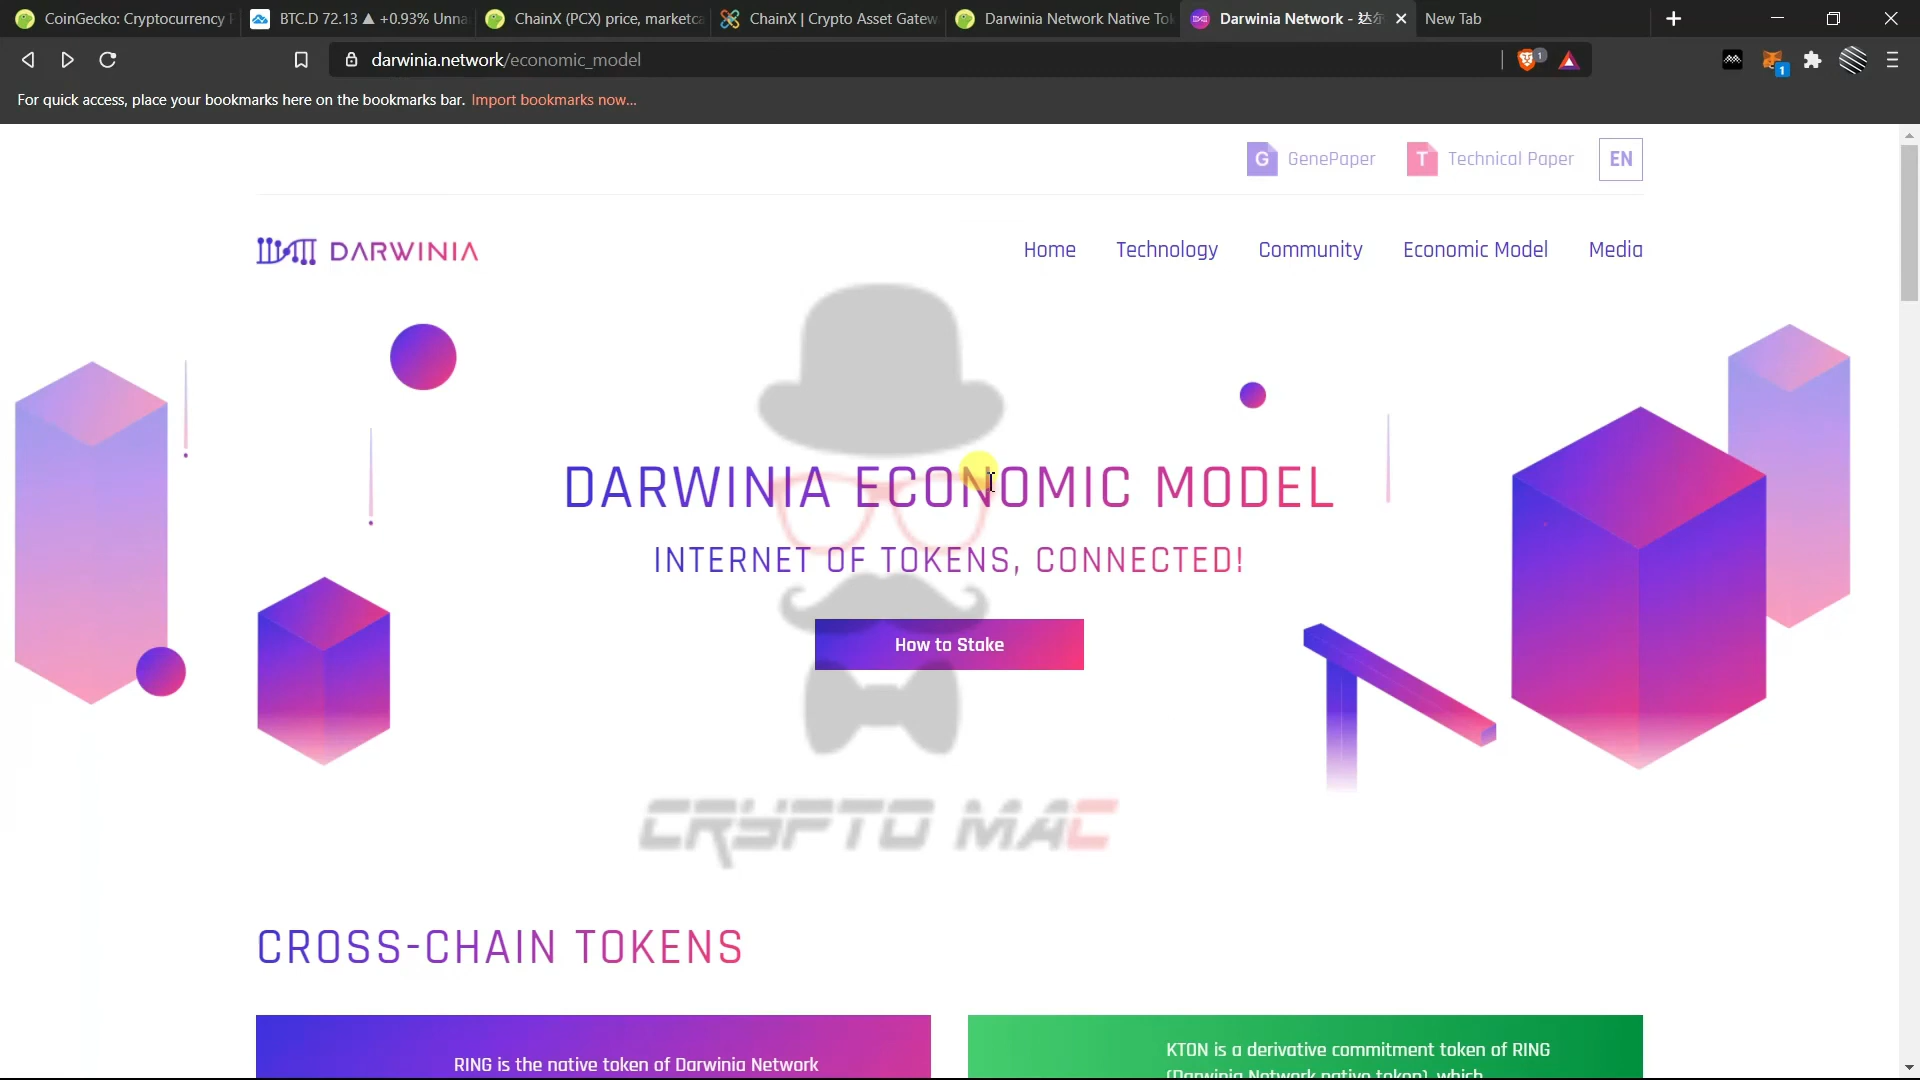 CoinGecko: Cryptocurrency
BTC.D 72.13 ▲ +0.93% Unna
ChainX (PCX) price, marketca
ChainX | Crypto Asset Gatew
Darwinia Network Native Tok
Darwinia Network - 达尔
New Tab
darwinia.network/economic_model
1
1
For quick access, place your bookmarks here on the bookmarks bar. Import bookmarks now...
G GenePaper
T Technical Paper
EN
DARWINIA
Home
Technology
Community
Economic Model
Media
DARWINIA ECONOMIC MODEL
INTERNET OF TOKENS, CONNECTED!
How to Stake
CRYPTO MAC
CROSS-CHAIN TOKENS
RING is the native token of Darwinia Network
KTON is a derivative commitment token of RING
(Darwinia Network native token), which